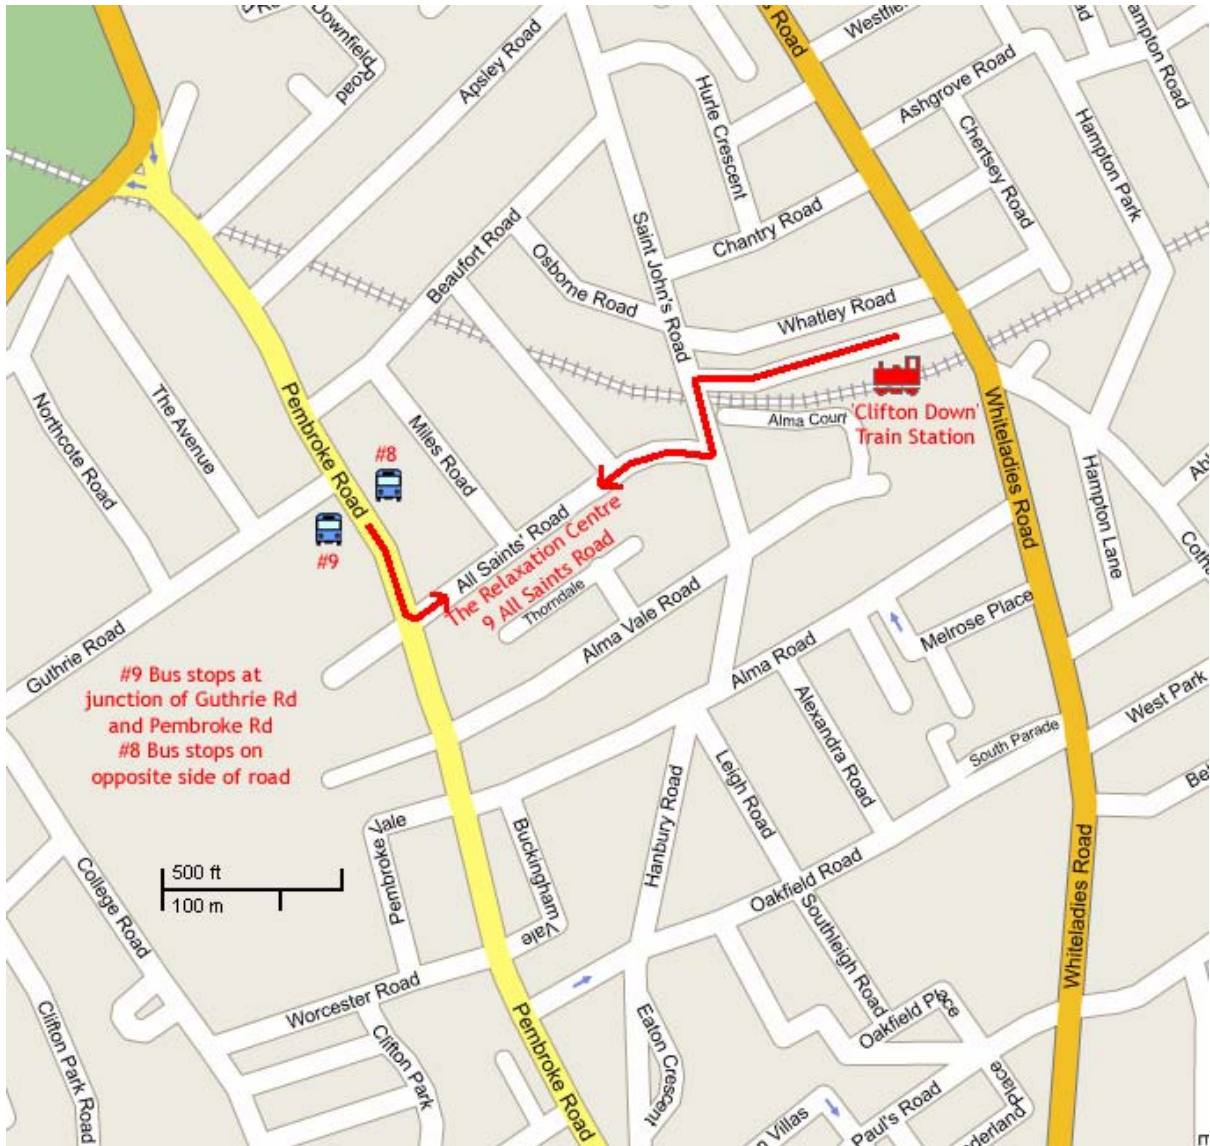 Downfield Road
Apsley Road
s Road
Westfie
Hampton Road
Ashgrove Road
Hurle Crescent
Chertsey Road
Hampton Park
Saint John's Road
Chantry Road
Beaufort Road
Osborne Road
Whatley Road
Northcote Road
The Avenue
Pembroke Road
Miles Road
Alma Court
'Clifton Down'
Train Station
Whiteladies Road
#8
#9
All Saints' Road
The Relaxation Centre
9 All Saints Road
Hampton Lane
Cotha
Thorndale
Alma Vale Road
Melrose Place
Guthrie Road
Alma Road
#9 Bus stops at
junction of Guthrie Rd
and Pembroke Rd
#8 Bus stops on
opposite side of road
Alexandra Road
West Park
South Parade
Leigh Road
Hanbury Road
Pembroke Vale
Buckingham Vale
Whiteladies Road
500 ft
100 m
College Road
Oakfield Road
Southleigh Road
Worcester Road
Clifton Park Road
Clifton Park
Pembroke Road
Eaton Crescent
Oakfield Place
Place
Paul's Road
n Villas
nderland